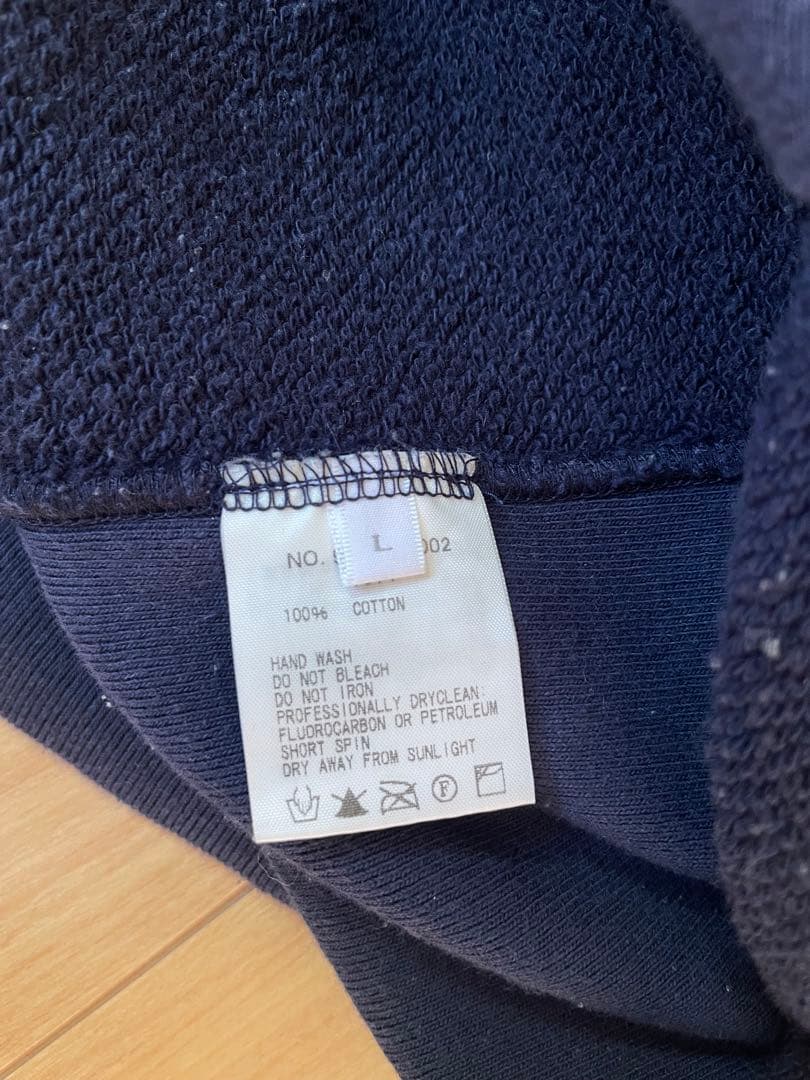 L
NO. S 002
100% COTTON
HAND WASH
DO NOT BLEACH
DO NOT IRON
PROFESSIONALLY DRYCLEAN:
FLUOROCARBON OR PETROLEUM
SHORT SPIN
DRY AWAY FROM SUNLIGHT
F